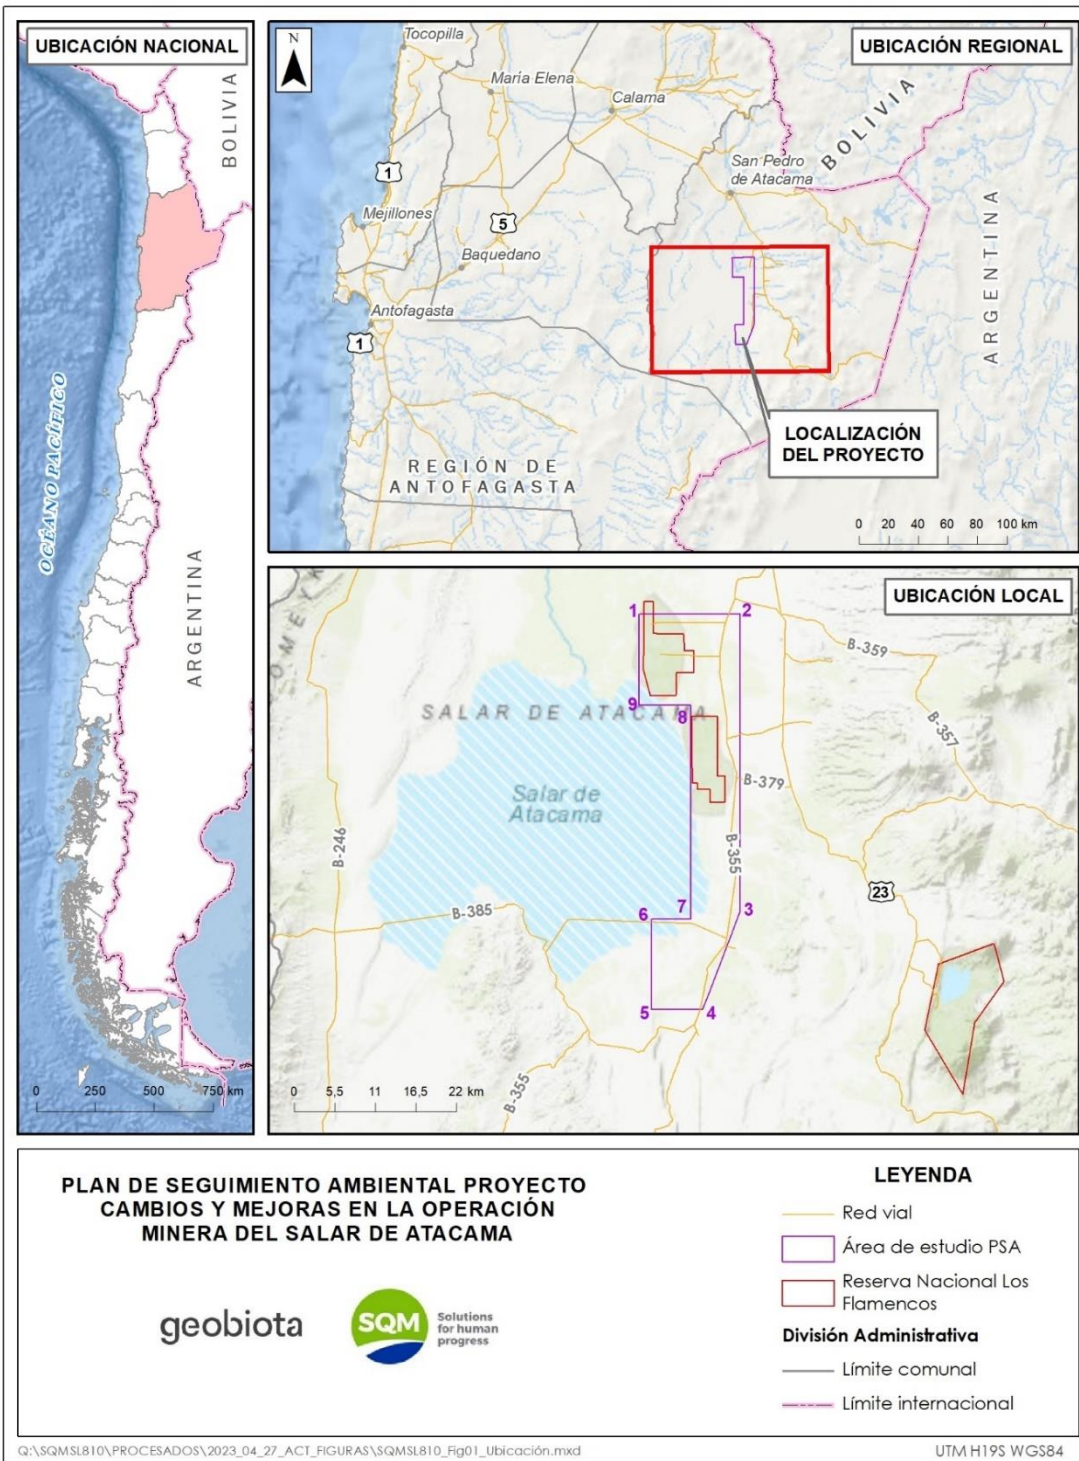 UBICACIÓN NACIONAL
BOLIVIA
OCÉANO PACÍFICO
ARGENTINA
0 250 500 750 km
N
UBICACIÓN REGIONAL
Tocopilla
María Elena
Calama
BOLIVIA
San Pedro
de Atacama
1
Mejillones
5
Baquedano
ARGENTINA
Antofagasta
1
LOCALIZACIÓN
DEL PROYECTO
REGIÓN DE
ANTOFAGASTA
0 20 40 60 80 100 km
UBICACIÓN LOCAL
1
2
B-359
9
8
SALAR DE ATACAMA
B-357
B-379
Salar de
Atacama
B-246
B-355
23
6
7
3
B-385
5
4
B-355
0 5,5 11 16,5 22 km
PLAN DE SEGUIMIENTO AMBIENTAL PROYECTO
CAMBIOS Y MEJORAS EN LA OPERACIÓN
MINERA DEL SALAR DE ATACAMA
geobiota
SQM
Solutions
for human
progress
LEYENDA
Red vial
Área de estudio PSA
Reserva Nacional Los
Flamencos
División Administrativa
Límite comunal
Límite internacional
Q:\SQMSL810\PROCESADOS\2023_04_27_ACT_FIGURAS\SQMSL810_Fig01_Ubicación.mxd
UTM H19S WGS84